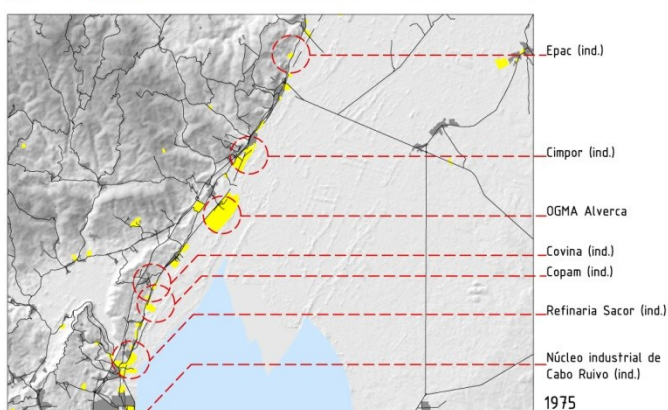 Epac (ind.)
Cimpor (ind.)
OGMA Alverca
Covina (ind.)
Copam (ind.)
Refinaria Sacor (ind.)
Núcleo industrial de
Cabo Ruivo (ind.)
1975